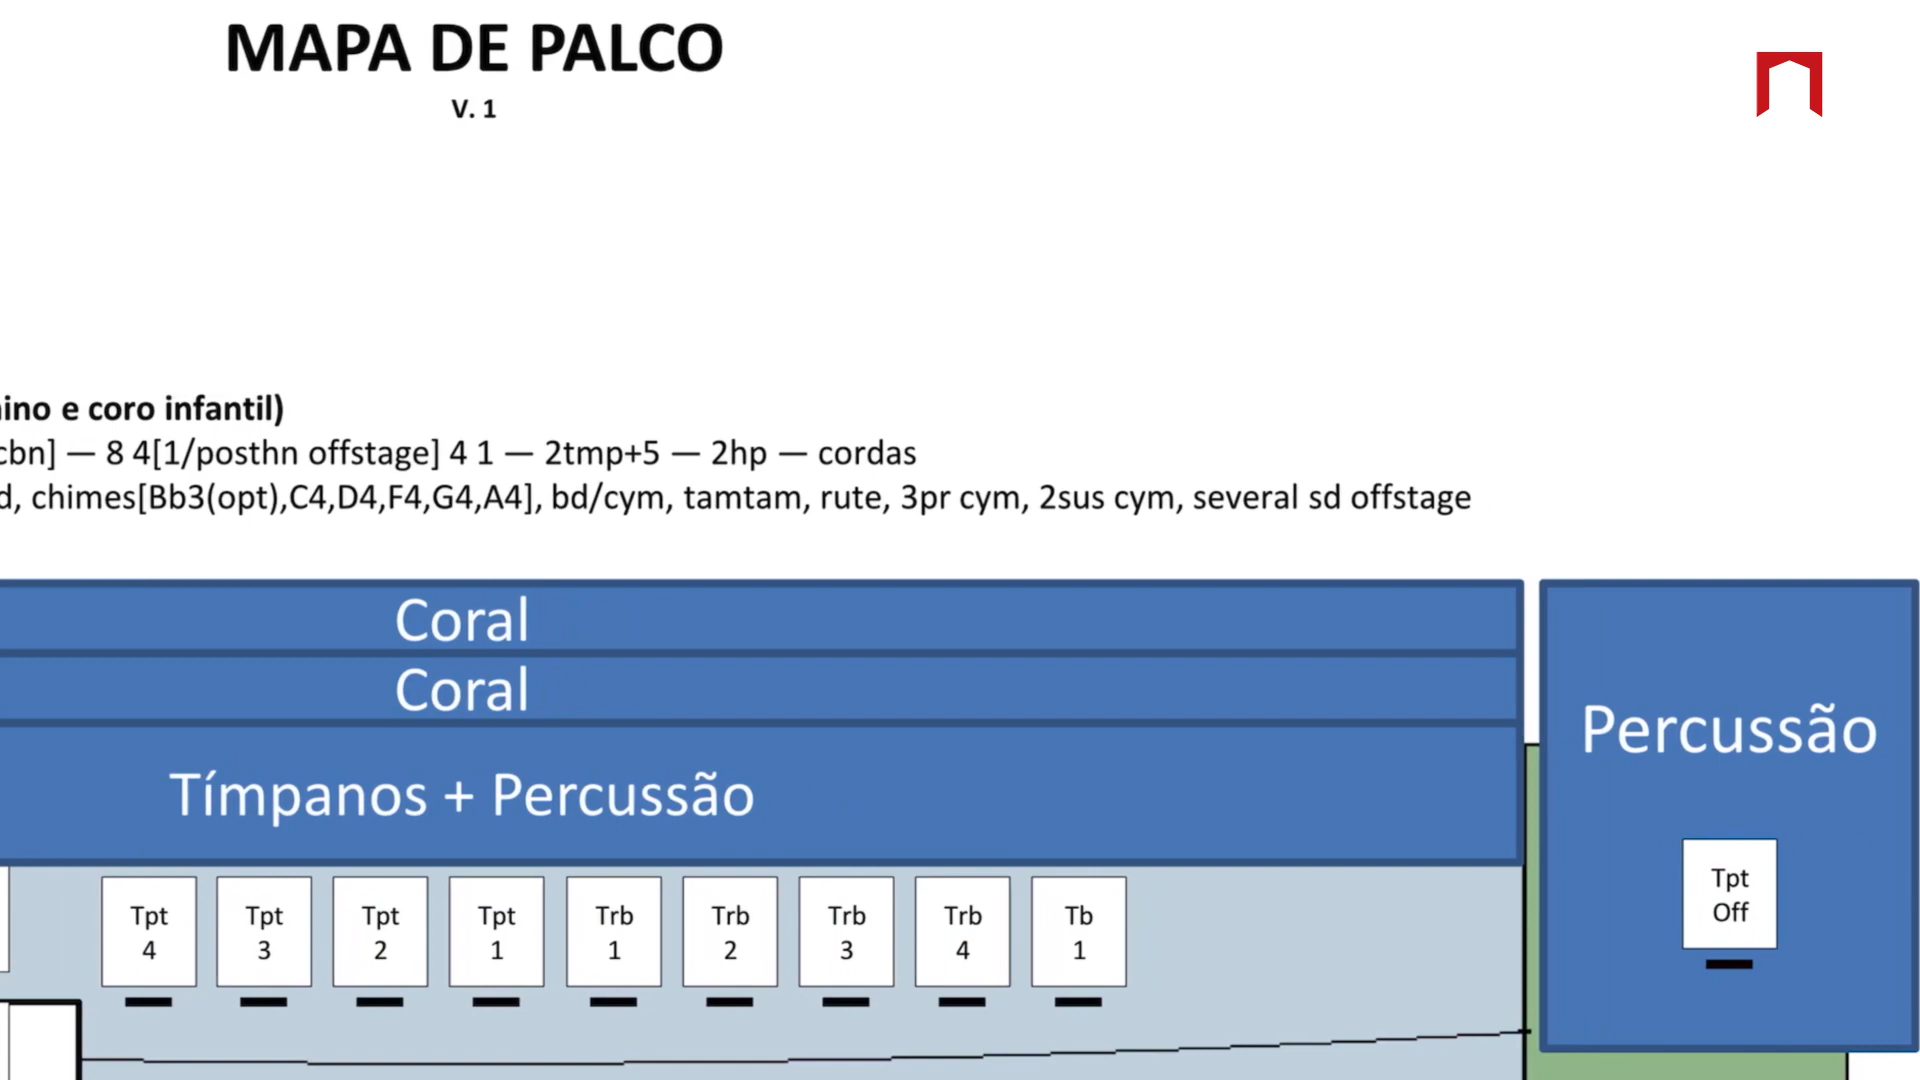 MAPA DE PALCO
V. 1
ino e coro infantil)
cbn] — 8 4[1/posthn offstage] 4 1 — 2tmp+5 — 2hp — cordas
d, chimes[Bb3(opt),C4,D4,F4,G4,A4], bd/cym, tamtam, rute, 3pr cym, 2sus cym, several sd offstage
Coral
Coral
Tímpanos + Percussão
Percussão
Tpt
Off
Tpt
4
Tpt
3
Tpt
2
Tpt
1
Trb
1
Trb
2
Trb
3
Trb
4
Tb
1